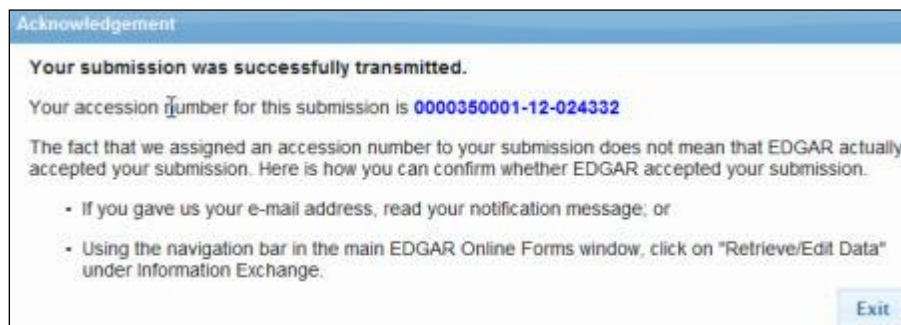 Acknowledgement
Your submission was successfully transmitted.
Your accession number for this submission is 0000350001-12-024332
The fact that we assigned an accession number to your submission does not mean that EDGAR actually
accepted your submission. Here is how you can confirm whether EDGAR accepted your submission.
• If you gave us your e-mail address, read your notification message; or
• Using the navigation bar in the main EDGAR Online Forms window, click on "Retrieve/Edit Data"
under Information Exchange.
Exit